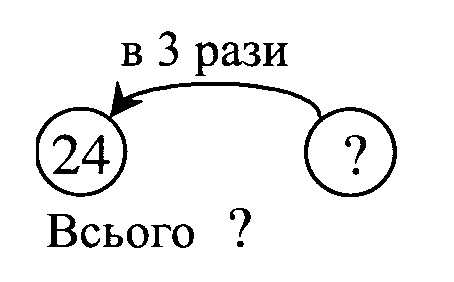 в 3 рази
24 ?
Всього ?